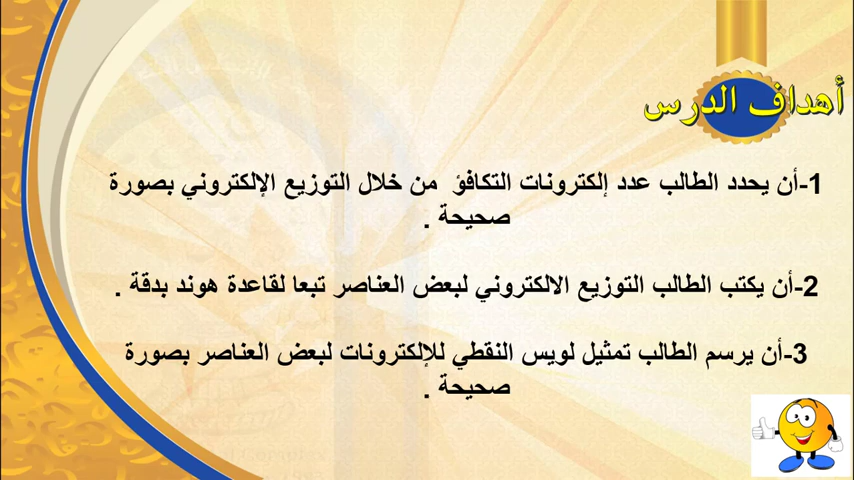 أهداف الدرس
1-أن يحدد الطالب عدد إلكترونات التكافؤ من خلال التوزيع الإلكتروني بصورة
صحيحة .
2-أن يكتب الطالب التوزيع الالكتروني لبعض العناصر تبعا لقاعدة هوند بدقة .
3-أن يرسم الطالب تمثيل لويس النقطي للإلكترونات لبعض العناصر بصورة
صحيحة .